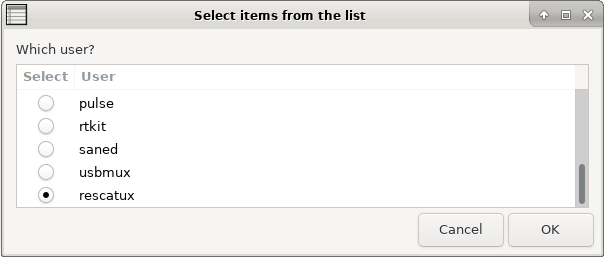 Select items from the list
Which user?
Select User
pulse
rtkit
saned
usbmux
rescatux
Cancel OK